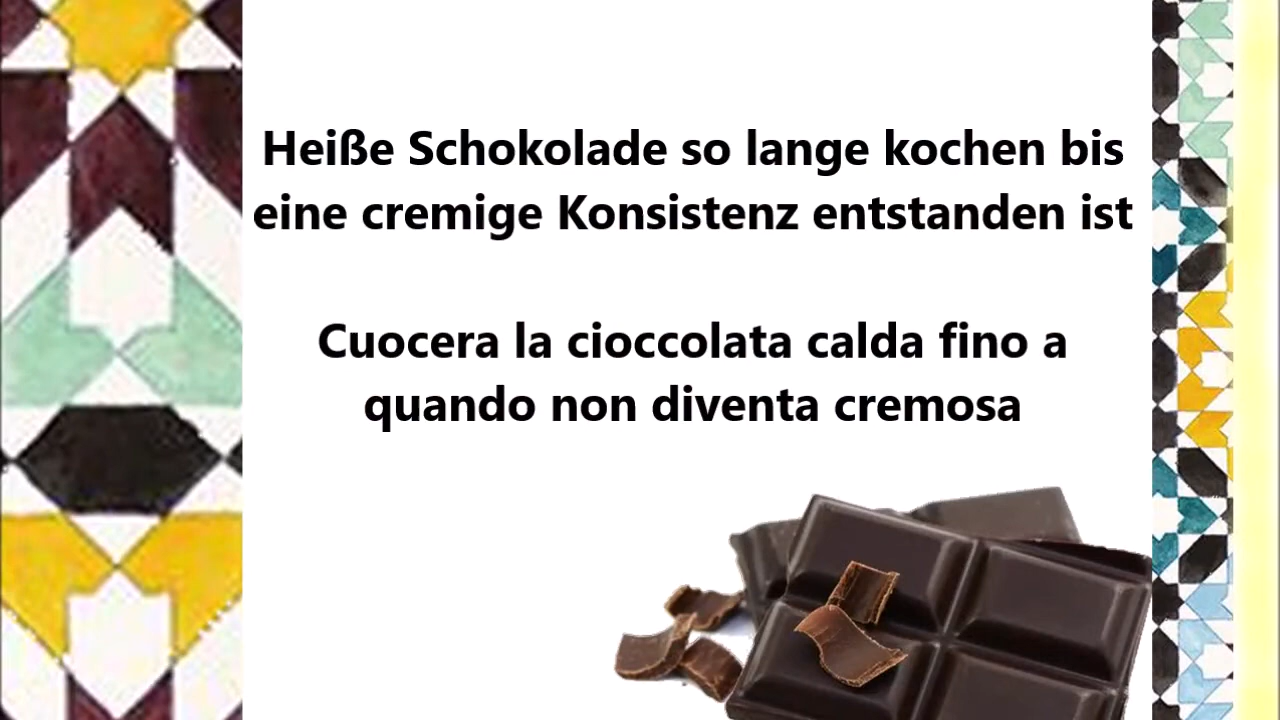 Heiße Schokolade so lange kochen bis
eine cremige Konsistenz entstanden ist
Cuocera la cioccolata calda fino a
quando non diventa cremosa